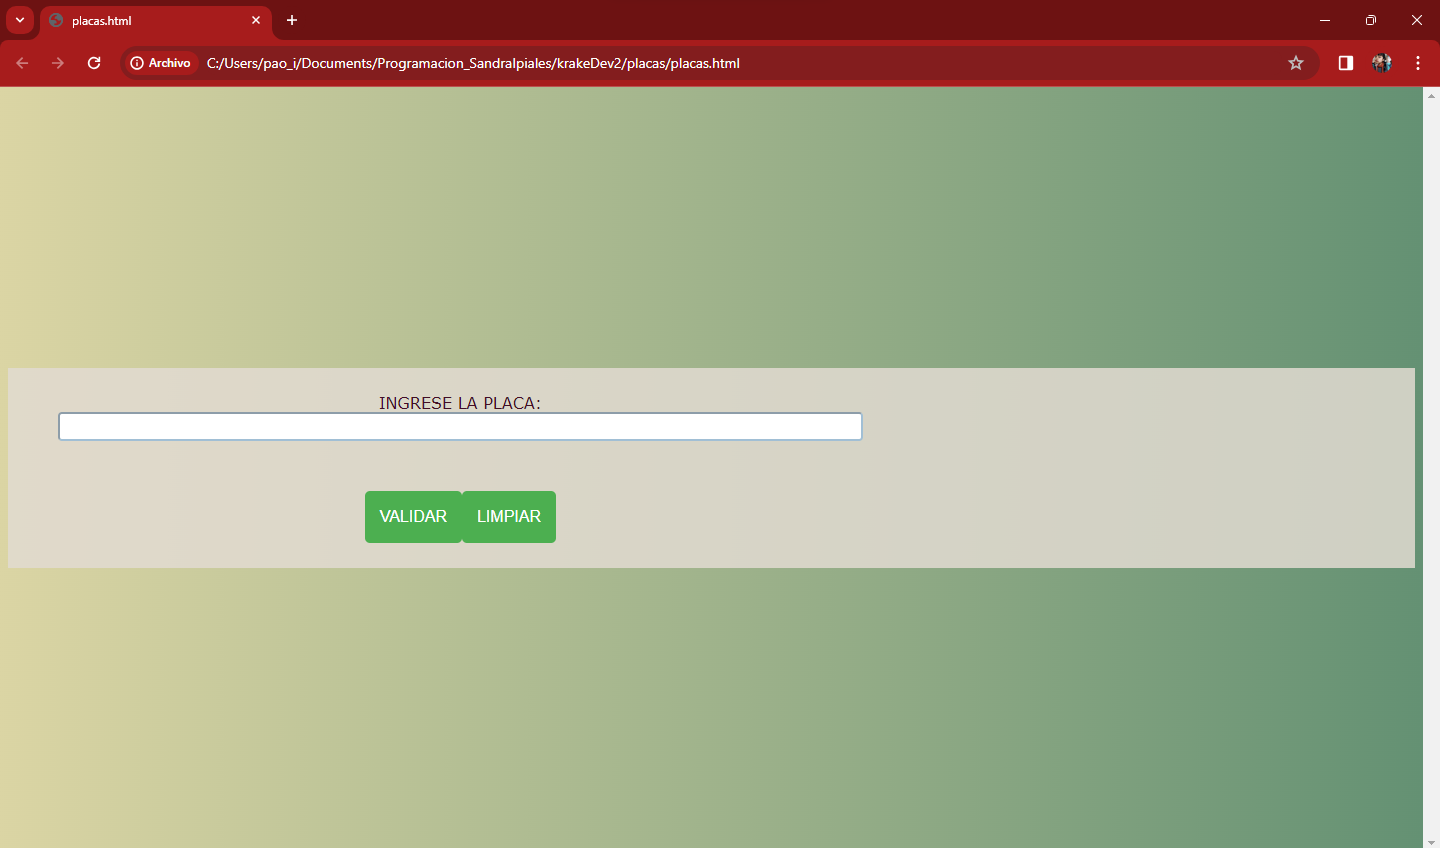 placas.html
Archivo C:/Users/pao_i/Documents/Programacion_SandraIpiales/krakeDev2/placas/placas.html
INGRESE LA PLACA:
VALIDAR LIMPIAR